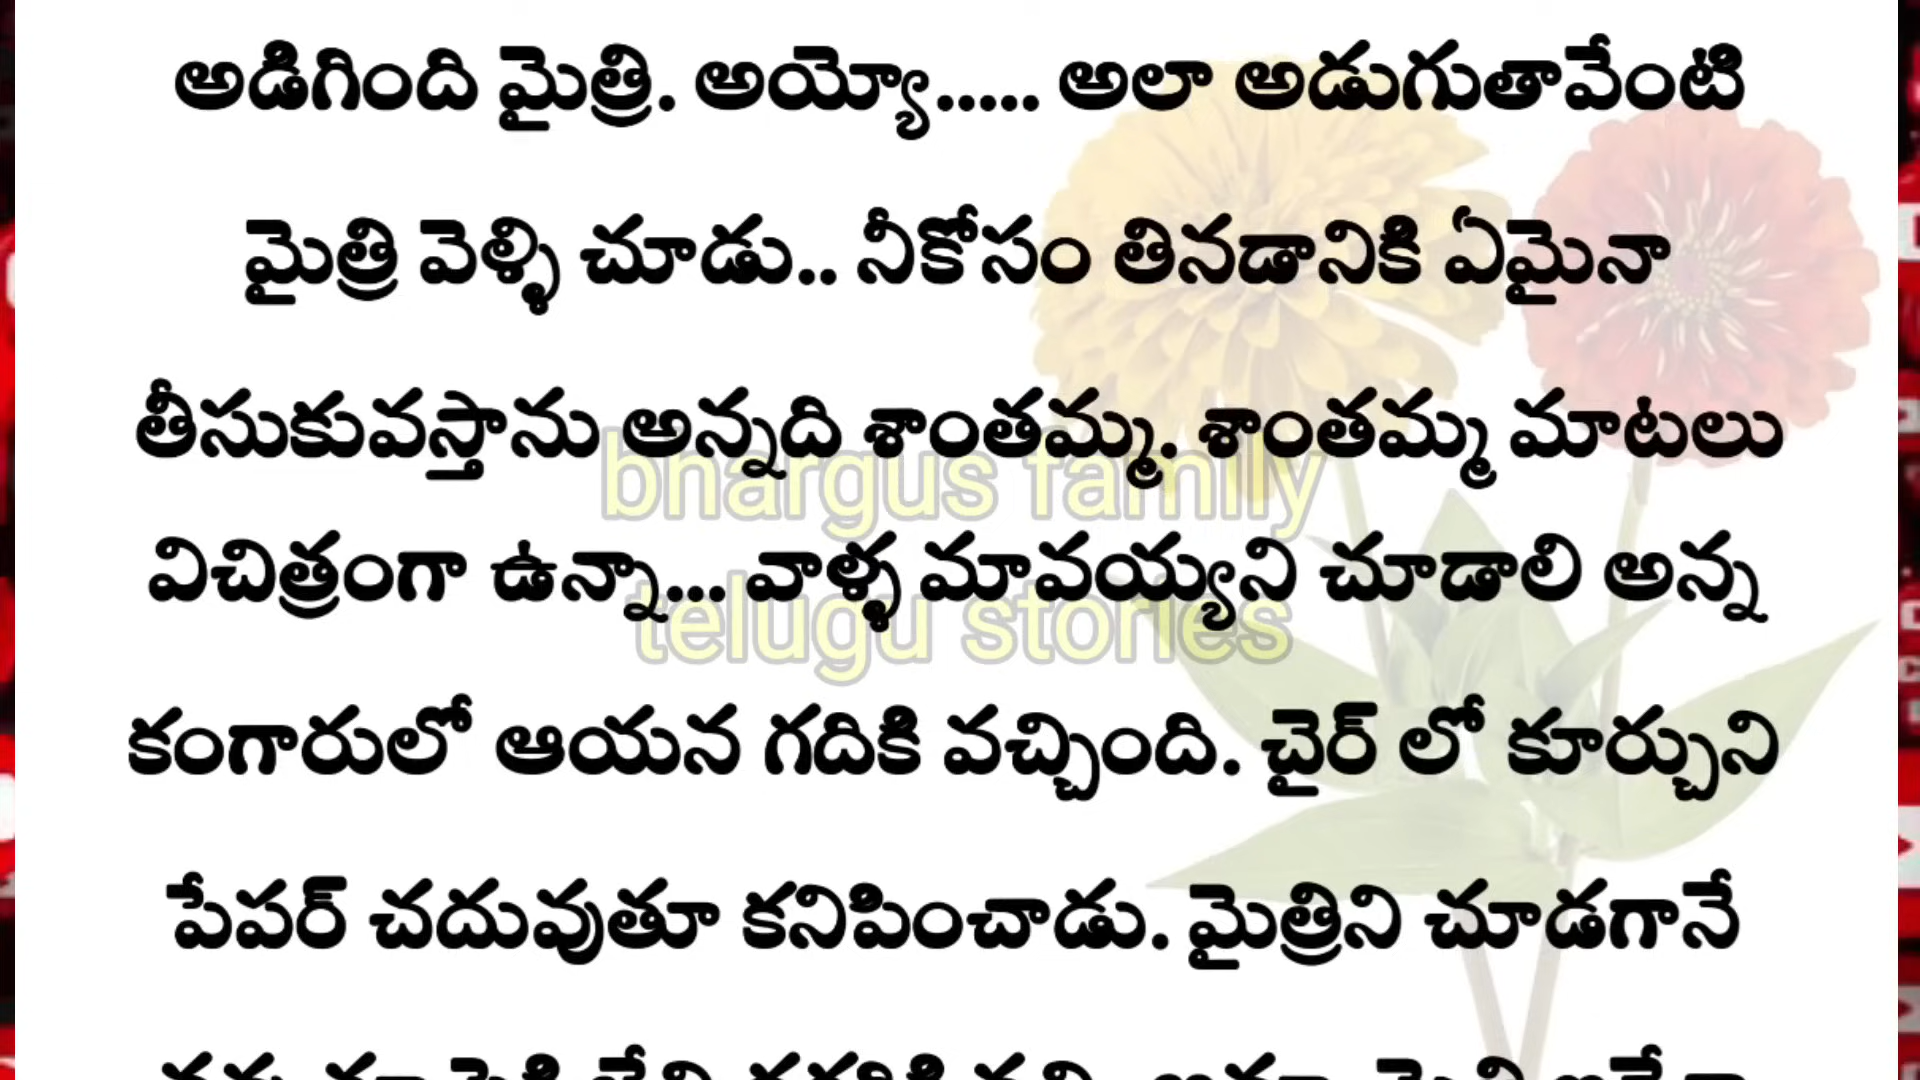 అడిగింది మైత్రి. అయ్యో..... అలా అడుగుతావేంటి
మైత్రి వెళ్ళి చూడు.. నీకోసం తినడానికి ఏమైనా
తీసుకువస్తాను అన్నది శాంతమ్మ. శాంతమ్మ మాటలు
bhargus family
విచిత్రంగా ఉన్నా... వాళ్ళ మావయ్యని చూడాలి అన్న
telugu stories
కంగారులో ఆయన గదికి వచ్చింది. చైర్ లో కూర్చుని
పేపర్ చదువుతూ కనిపించాడు. మైత్రిని చూడగానే